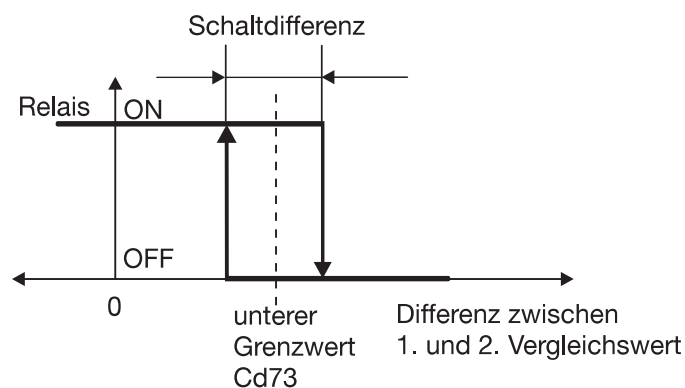 Schaltdifferenz
Relais
ON
OFF
0
unterer
Grenzwert
Cd73
Differenz zwischen
1. und 2. Vergleichswert